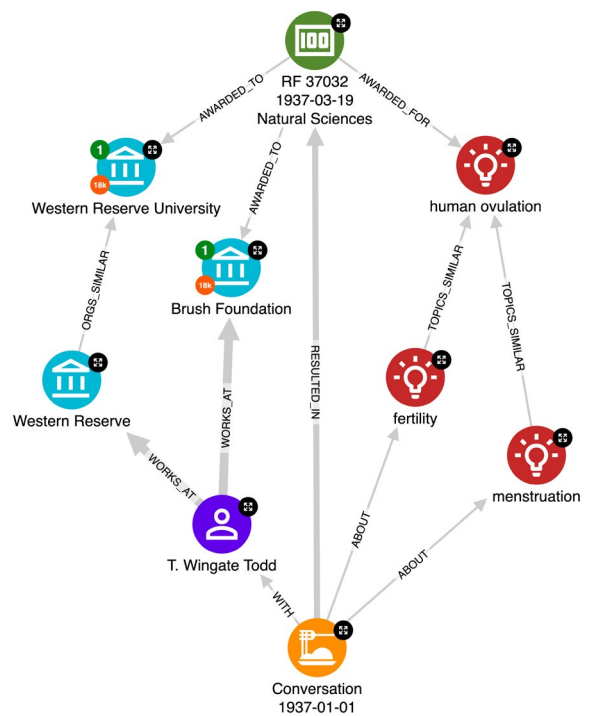 100
RF 37032
1937-03-19
Natural Sciences
AWARDED_TO
AWARDED_FOR
AWARDED_TO
1
18k
Western Reserve University
human ovulation
1
18k
Brush Foundation
ORGS_SIMILAR
TOPICS_SIMILAR
TOPICS_SIMILAR
RESULTED_IN
Western Reserve
WORKS_AT
fertility
WORKS_AT
menstruation
T. Wingate Todd
ABOUT
ABOUT
WITH
Conversation
1937-01-01